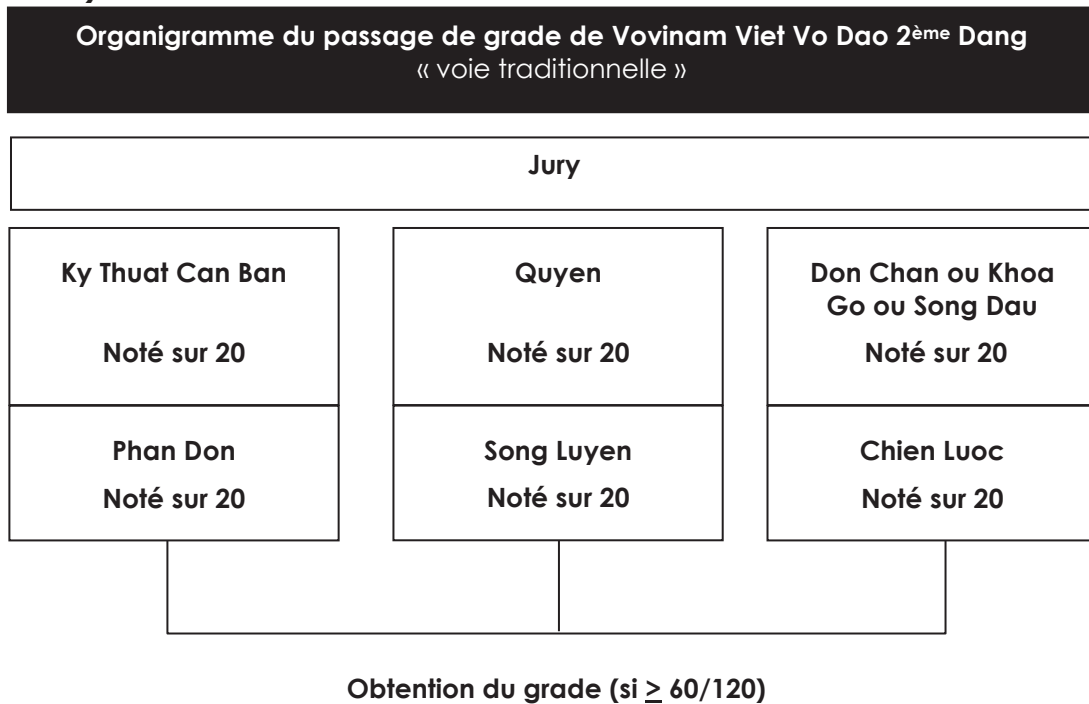 Organigramme du passage de grade de Vovinam Viet Vo Dao 2ème Dang
« voie traditionnelle »
Jury
Ky Thuat Can Ban
Noté sur 20
Quyen
Noté sur 20
Don Chan ou Khoa
Go ou Song Dau
Noté sur 20
Phan Don
Noté sur 20
Song Luyen
Noté sur 20
Chien Luoc
Noté sur 20
Obtention du grade (si ≥ 60/120)